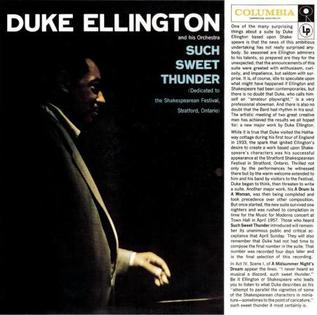 DUKE ELLINGTON
and his Orchestra
SUCH
SWEET
THUNDER
(Dedicated to
the Shakespearean Festival,
Stratford, Ontario)
COLUMBIA
Lp
One of the many surprising
things about a suite by Duke
Ellington based upon Shake-
speare is that the news of this ambitious
undertaking has not really surprised any-
body. So seasoned are Ellington admirers
to his talents, so prepared as they for the
unexpected, that the announcements of this
suite were greeted with enthusiasm, curi-
osity, and impatience, but seldom with sur-
prise. It is, of course, idle to speculate upon
what might have happened if Ellington and
Shakespeare had been contemporaries, but
there is no doubt that Duke, who calls him-
self an "amateur playwright," is a very
professional showman. And there is also no
doubt that the Bard had rhythm in his soul.
The artistic meeting of two great creative
men has achieved the results we all hoped
for: a new major work by Duke Ellington.
While it is true that Duke visited the Hatha-
way cottage during his first tour of England
in 1933, the spark that ignited Ellington's
desire to create a work based upon Shake-
speare's characters was his successful
appearance at the Stratford Shakespearean
Festival in Stratford, Ontario. Thrilled not
only by the performances he witnessed
there but by the warm welcome extended to
him and his band by visitors to the Festival,
Duke began to think, then threaten to write
a suite. Another major work, his A Drum Is
A Woman, was then being completed and
took precedence over other composition.
But once started, the new suite survived one
sightless and was rushed to completion in
time for the Music for Moderns concert at
Town Hall in April 1957. Those who heard
Such Sweet Thunder introduced will remem-
ber its unanimous public and critical ac-
ceptance that April Sunday. They will also
remember that Duke had not had time to
compose the final number in the suite. That
number was recorded four days later and
is the final selection of this recording.
In Act IV, Scene I, of A Midsummer Night's
Dream appear the lines: "I never heard so
musical a discord, such sweet thunder."
Be it Ellington or Shakespeare who leads
you to listen to what Duke describes as his
"attempt to parallel the vignettes of some
of the Shakespearean characters in minia-
ture—sometimes to the point of caricature,"
such sweet thunder it most certainly is.